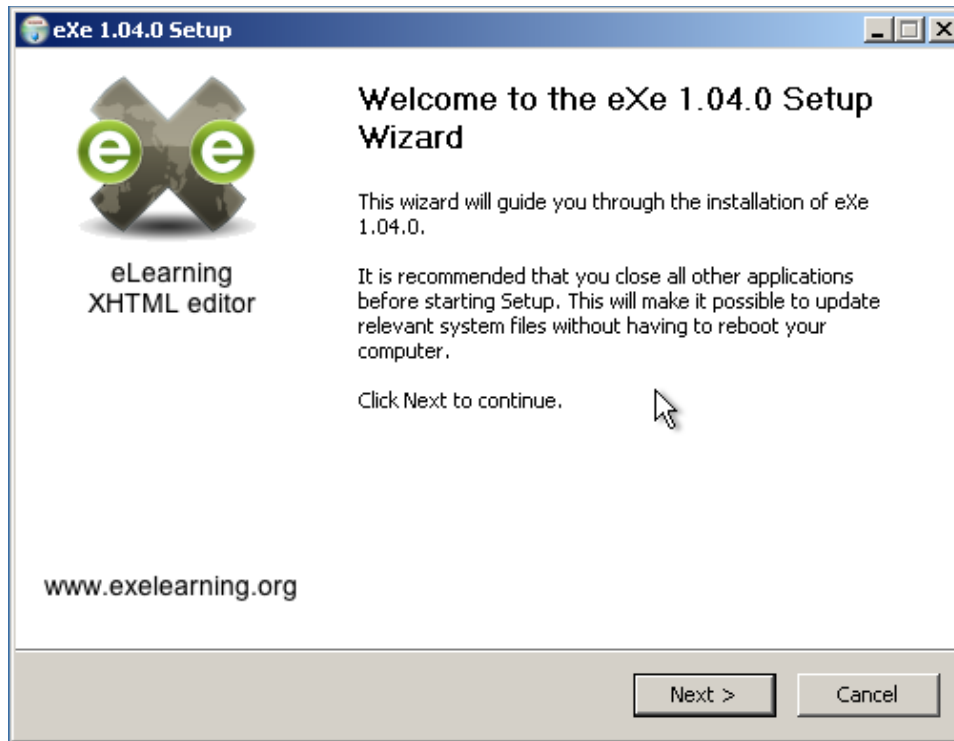 eXe 1.04.0 Setup
Welcome to the eXe 1.04.0 Setup
Wizard
This wizard will guide you through the installation of eXe
1.04.0.
It is recommended that you close all other applications
before starting Setup. This will make it possible to update
relevant system files without having to reboot your
computer.
Click Next to continue.
e e
eLearning
XHTML editor
www.exelearning.org
Next >
Cancel